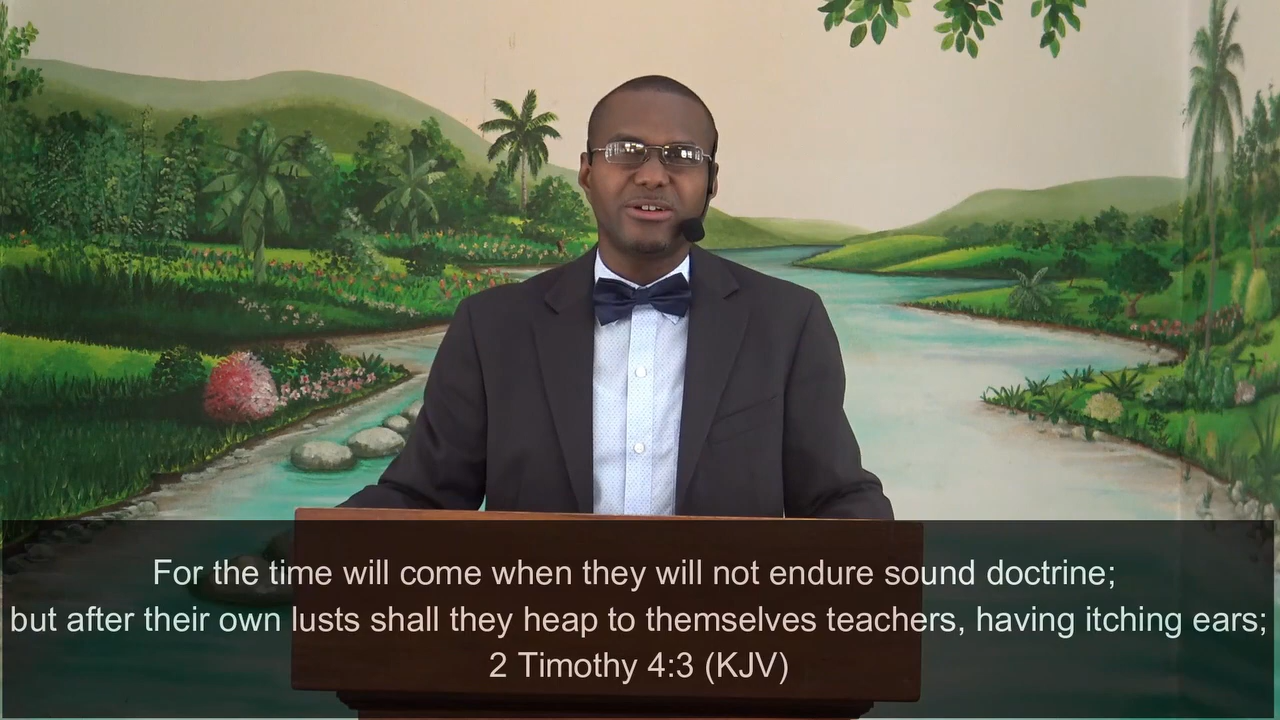 For the time will come when they will not endure sound doctrine;
but after their own lusts shall they heap to themselves teachers, having itching ears;
2 Timothy 4:3 (KJV)